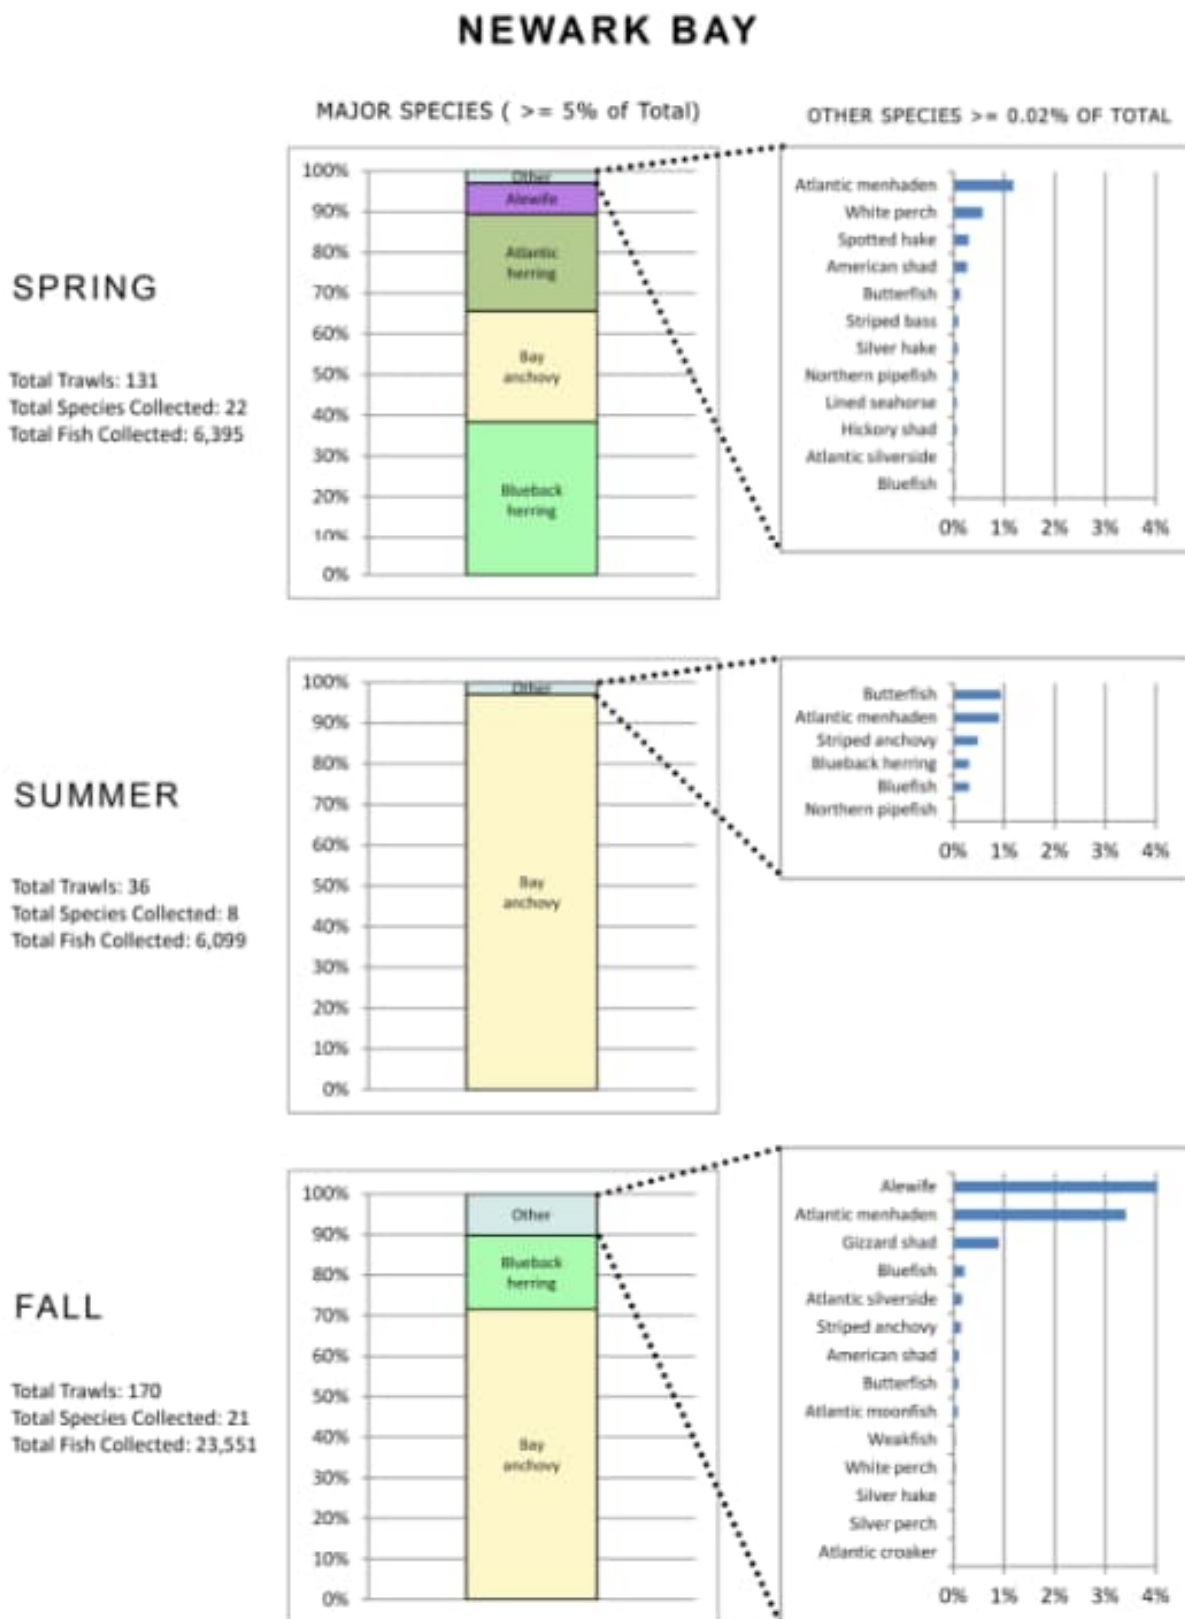 NEWARK BAY
MAJOR SPECIES ( >= 5% of Total)
OTHER SPECIES >= 0.02% OF TOTAL
SPRING
Total Trawls: 131
Total Species Collected: 22
Total Fish Collected: 6,395
100%
90%
80%
70%
60%
50%
40%
30%
20%
10%
0%
Other
Alewife
Atlantic
herring
Bay
anchovy
Blueback
herring
Atlantic menhaden
White perch
Spotted hake
American shad
Butterfish
Striped bass
Silver hake
Northern pipefish
Lined seahorse
Hickory shad
Atlantic silverside
Bluefish
0% 1% 2% 3% 4%
SUMMER
Total Trawls: 36
Total Species Collected: 8
Total Fish Collected: 6,099
100%
90%
80%
70%
60%
50%
40%
30%
20%
10%
0%
Other
Bay
anchovy
Butterfish
Atlantic menhaden
Striped anchovy
Blueback herring
Bluefish
Northern pipefish
0% 1% 2% 3% 4%
FALL
Total Trawls: 170
Total Species Collected: 21
Total Fish Collected: 23,551
100%
90%
80%
70%
60%
50%
40%
30%
20%
10%
0%
Other
Blueback
herring
Bay
anchovy
Alewife
Atlantic menhaden
Gizzard shad
Bluefish
Atlantic silverside
Striped anchovy
American shad
Butterfish
Atlantic moonfish
Weakfish
White perch
Silver hake
Silver perch
Atlantic croaker
0% 1% 2% 3% 4%